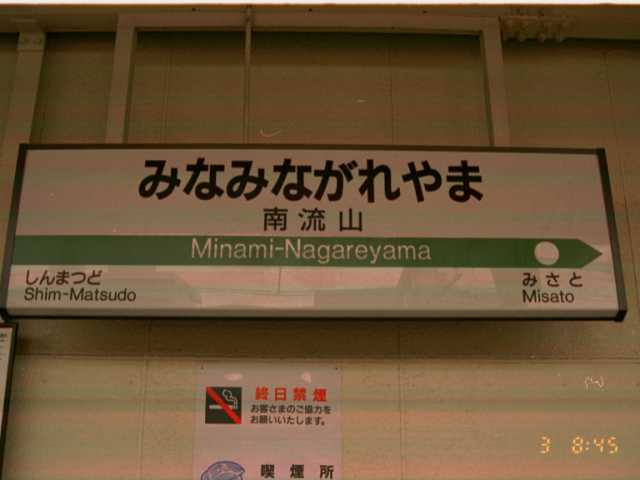 みなみながれやま
南流山
Minami-Nagareyama
しんまつど
Shim-Matsudo
みさと
Misato
終日禁煙
お客さまのご協力を
お願いいたします。
喫煙所
3 8:45